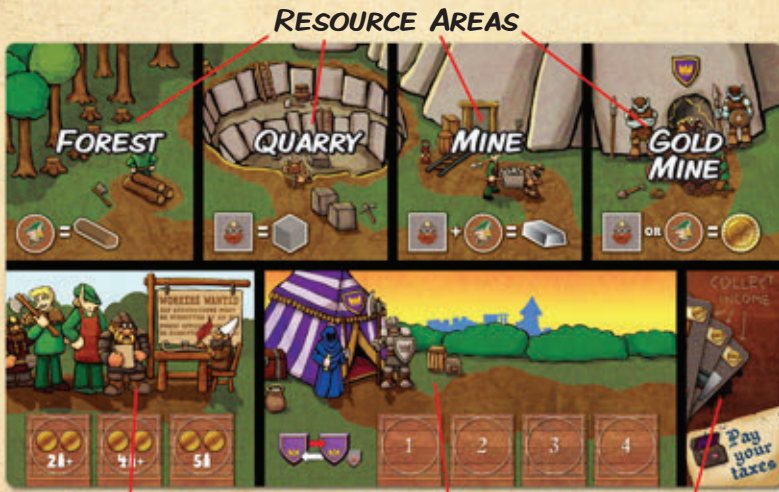 RESOURCE AREAS
FOREST
QUARRY
MINE
GOLD
MINE
=
=
+ =
OR =
WORKERS WANTED
COLLECT
INCOME
2+
4+
5
1
2
3
4
Pay
your
taxes